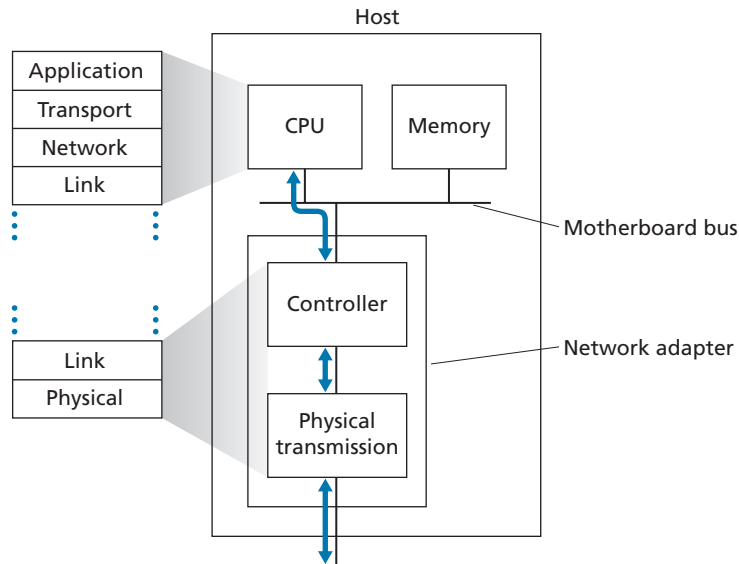 Host
Application
Transport
Network
Link
CPU
Memory
Motherboard bus
Controller
Network adapter
Link
Physical
Physical
transmission